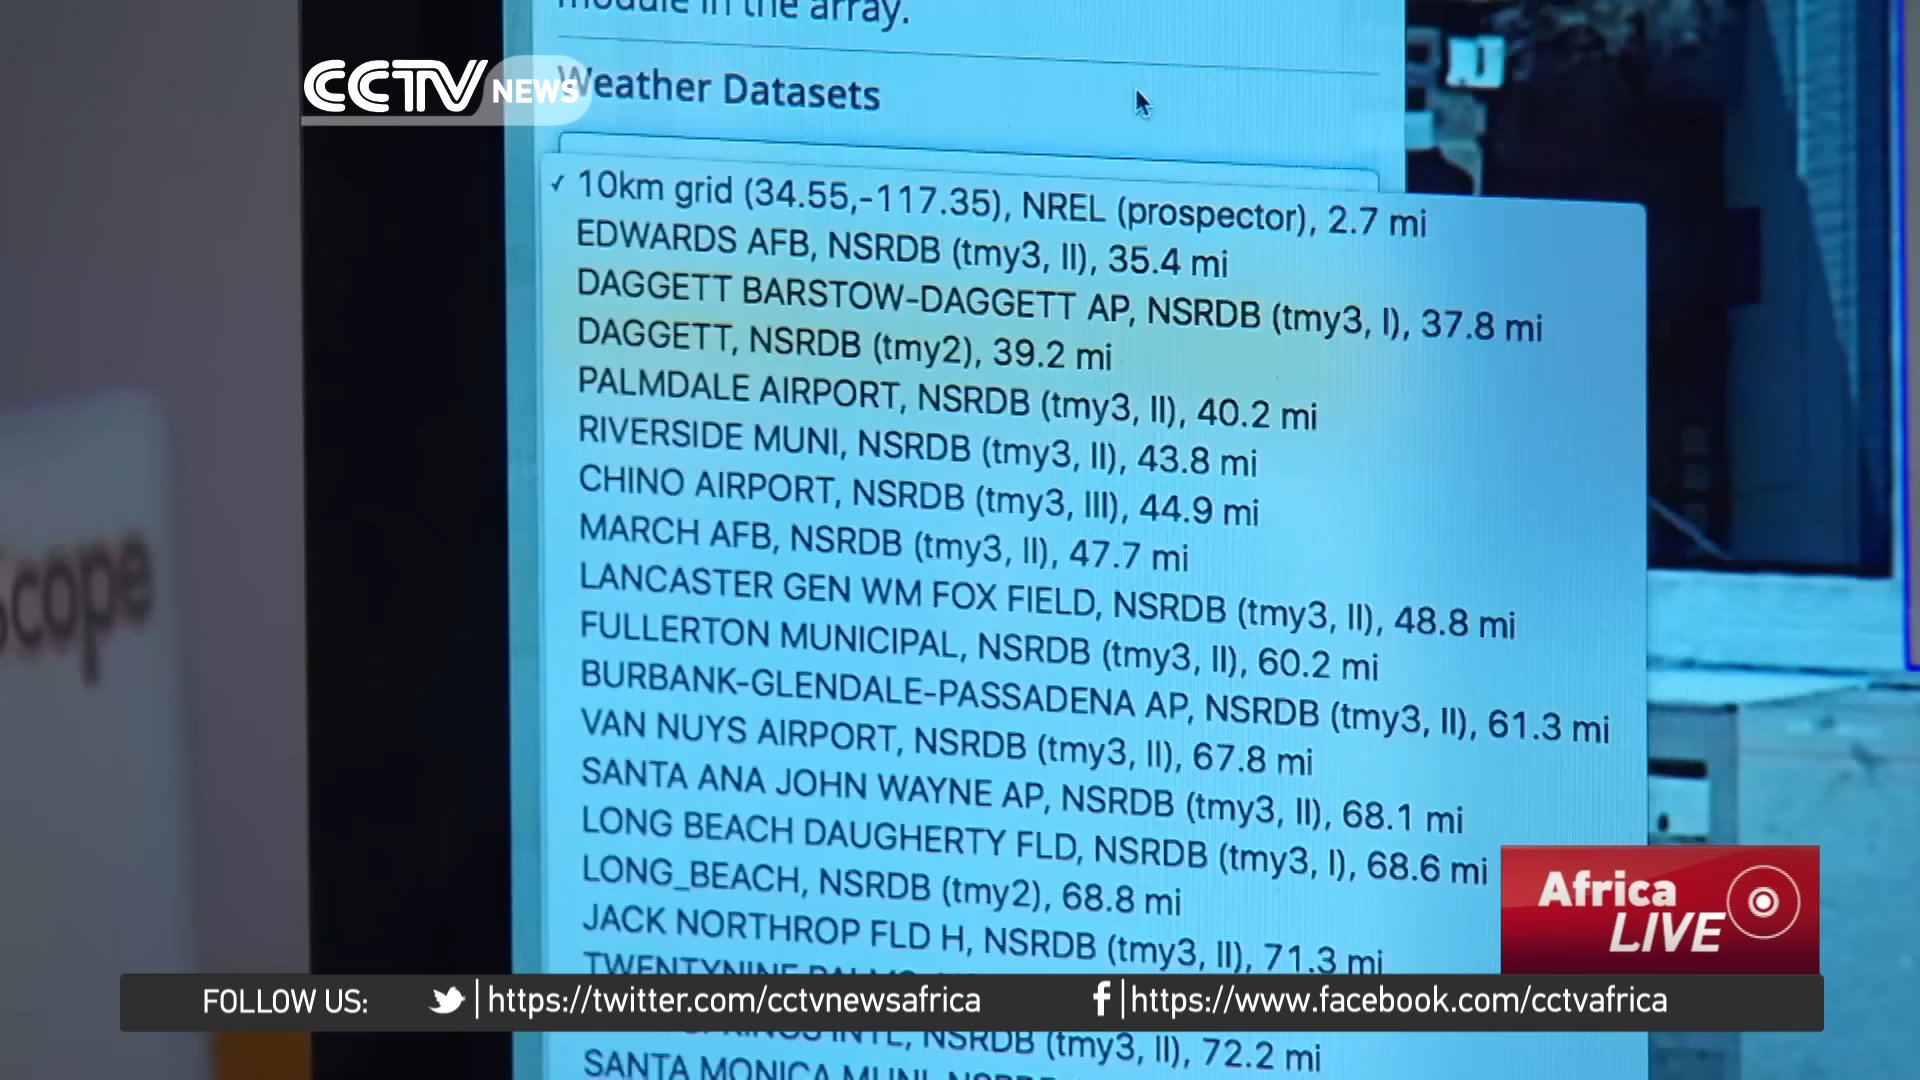 module in the array.
CCTV NEWS
Weather Datasets
✓ 10km grid (34.55,-117.35), NREL (prospector), 2.7 mi
EDWARDS AFB, NSRDB (tmy3, II), 35.4 mi
DAGGETT BARSTOW-DAGGETT AP, NSRDB (tmy3, I), 37.8 mi
DAGGETT, NSRDB (tmy2), 39.2 mi
PALMDALE AIRPORT, NSRDB (tmy3, II), 40.2 mi
RIVERSIDE MUNI, NSRDB (tmy3, II), 43.8 mi
CHINO AIRPORT, NSRDB (tmy3, III), 44.9 mi
MARCH AFB, NSRDB (tmy3, II), 47.7 mi
LANCASTER GEN WM FOX FIELD, NSRDB (tmy3, II), 48.8 mi
FULLERTON MUNICIPAL, NSRDB (tmy3, II), 60.2 mi
BURBANK-GLENDALE-PASSADENA AP, NSRDB (tmy3, II), 61.3 mi
VAN NUYS AIRPORT, NSRDB (tmy3, II), 67.8 mi
SANTA ANA JOHN WAYNE AP, NSRDB (tmy3, II), 68.1 mi
LONG BEACH DAUGHERTY FLD, NSRDB (tmy3, I), 68.6 mi
LONG_BEACH, NSRDB (tmy2), 68.8 mi
JACK NORTHROP FLD H, NSRDB (tmy3, II), 71.3 mi
TWENTYNINE PALMS
SPRINGS INTL, NSRDB (tmy3, II), 72.2 mi
SANTA MONICA MUNI, NSRDB
Scope
Africa
LIVE
FOLLOW US: https://twitter.com/cctvnewsafrica https://www.facebook.com/cctvafrica